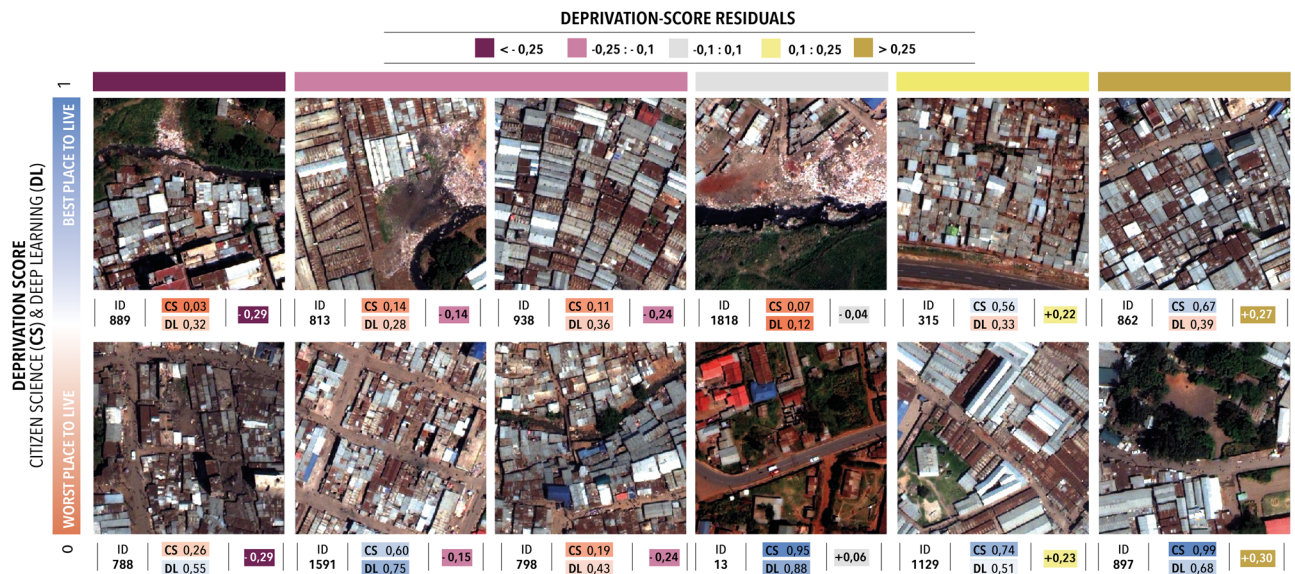 DEPRIVATION-SCORE RESIDUALS
< - 0,25
-0,25 : - 0,1
-0,1 : 0,1
0,1 : 0,25
> 0,25
DEPRIVATION SCORE
CITIZEN SCIENCE (CS) & DEEP LEARNING (DL)
1
BEST PLACE TO LIVE
WORST PLACE TO LIVE
0
ID 889 CS 0,03 DL 0,32 - 0,29
ID 813 CS 0,14 DL 0,28 - 0,14
ID 938 CS 0,11 DL 0,36 - 0,24
ID 1818 CS 0,07 DL 0,12 - 0,04
ID 315 CS 0,56 DL 0,33 +0,22
ID 862 CS 0,67 DL 0,39 +0,27
ID 788 CS 0,26 DL 0,55 - 0,29
ID 1591 CS 0,60 DL 0,75 - 0,15
ID 798 CS 0,19 DL 0,43 - 0,24
ID 13 CS 0,95 DL 0,88 +0,06
ID 1129 CS 0,74 DL 0,51 +0,23
ID 897 CS 0,99 DL 0,68 +0,30